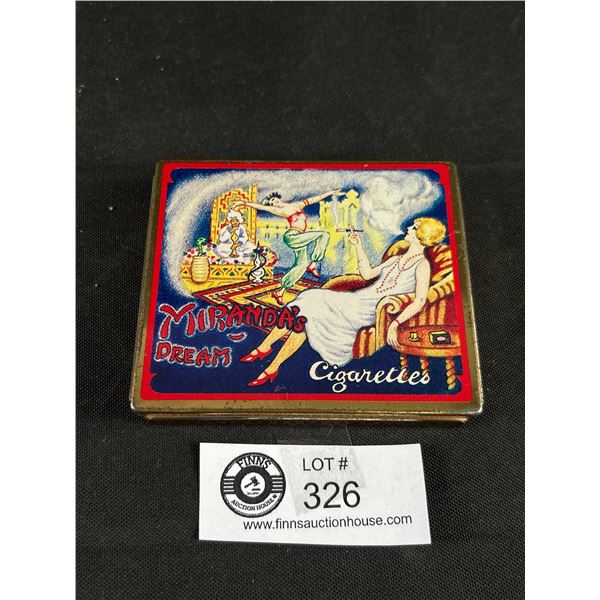 MIRANDA'S
DREAM
Cigarettes
FINNS
AUCTION HOUSE
LOT #
326
www.finnsauctionhouse.com